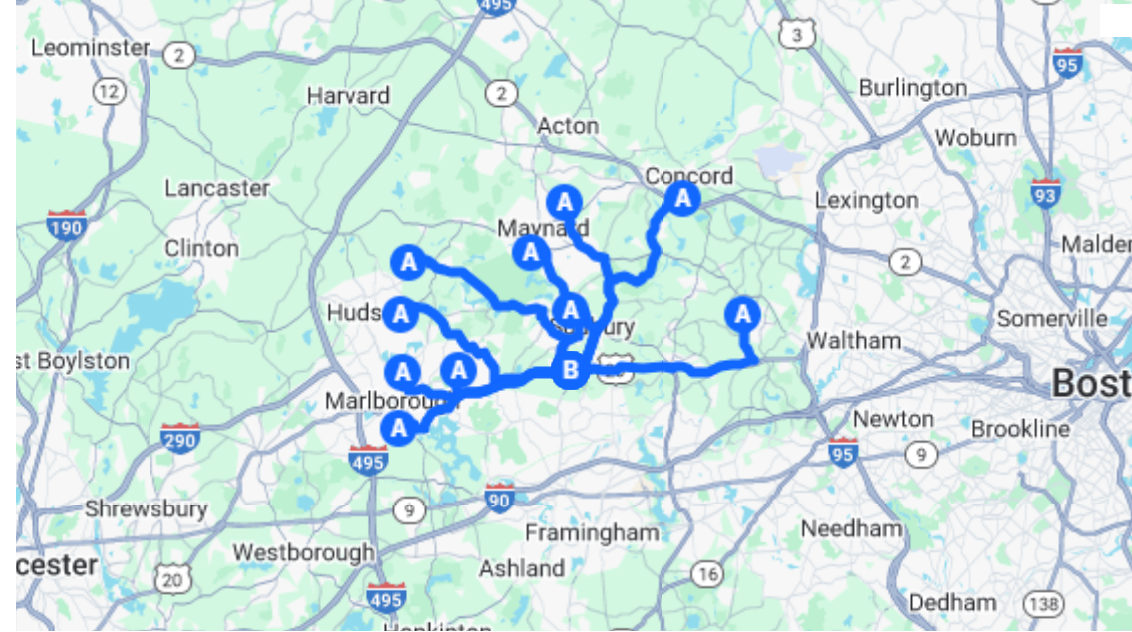 495
3
Leominster
2
95
12
Harvard
2
Burlington
Acton
Woburn
Concord
Lancaster
A
A
93
Lexington
190
Maynard
Clinton
A
A
2
Malder
A
A
A
Hudson
Somerville
Waltham
st Boylston
A
A
B
Bost
Marlborough
A
Newton
Brookline
290
495
95
9
90
9
Shrewsbury
Framingham
Needham
Westborough
cester
20
Ashland
16
495
Dedham
138
Hopkinton